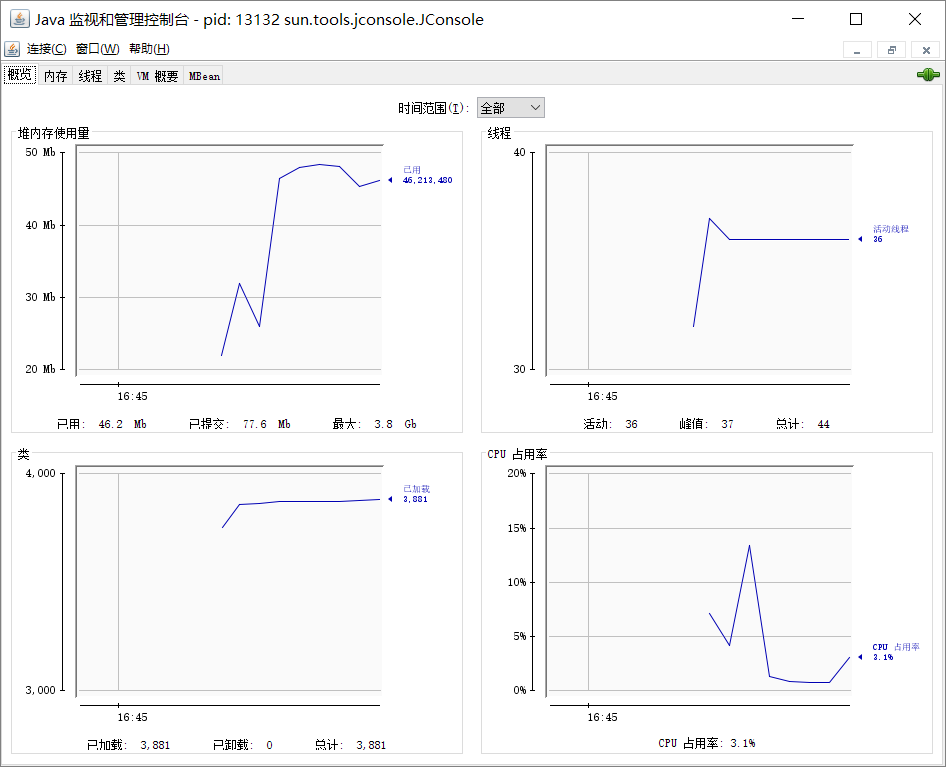 Java 监视和管理控制台 - pid: 13132 sun.tools.jconsole.JConsole
连接(C) 窗口(W) 帮助(H)
概览 内存 线程 类 VM 概要 MBean
时间范围(I): 全部
堆内存使用量
50 Mb
40 Mb
30 Mb
20 Mb
已用
46,213,480
16:45
已用: 46.2 Mb 已提交: 77.6 Mb 最大: 3.8 Gb
线程
40
30
活动线程
36
16:45
活动: 36 峰值: 37 总计: 44
类
4,000
3,000
已加载
3,881
16:45
已加载: 3,881 已卸载: 0 总计: 3,881
CPU 占用率
20%
15%
10%
5%
0%
CPU 占用率
3.1%
16:45
CPU 占用率: 3.1%